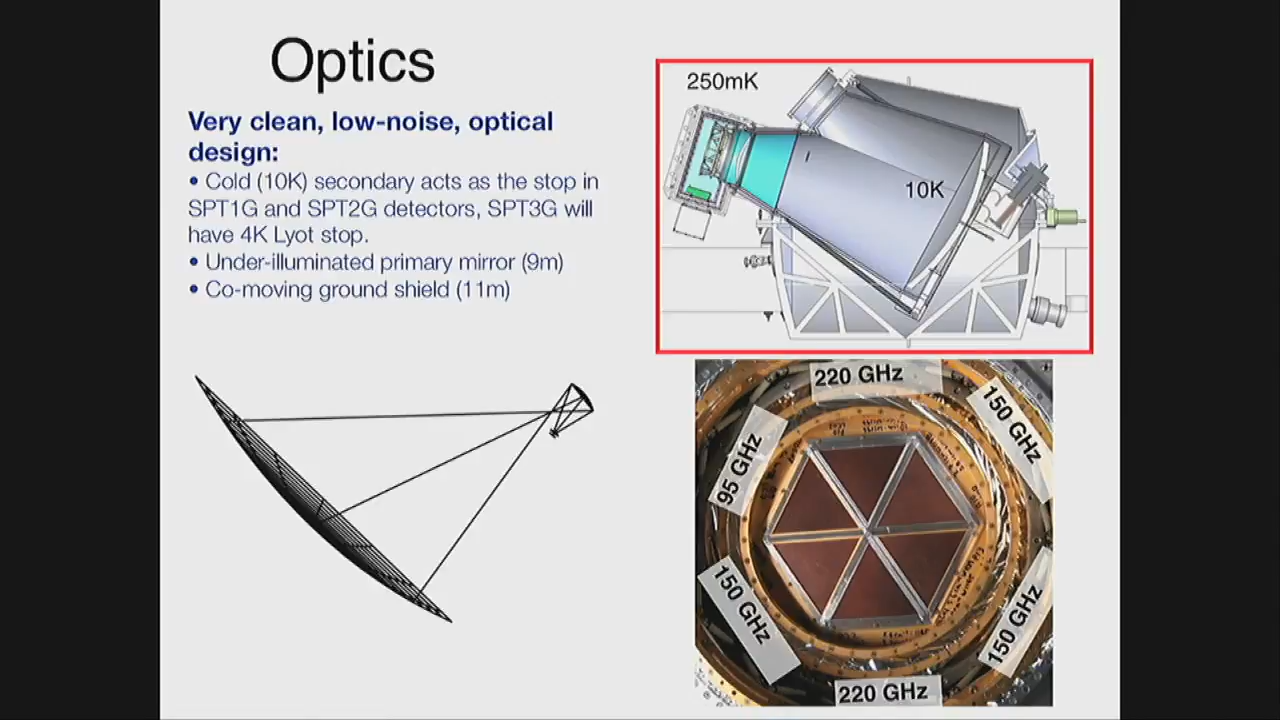 Optics
Very clean, low-noise, optical
design:
• Cold (10K) secondary acts as the stop in
SPT1G and SPT2G detectors, SPT3G will
have 4K Lyot stop.
• Under-illuminated primary mirror (9m)
• Co-moving ground shield (11m)
250mK
10K
220 GHz
150 GHz
95 GHz
150 GHz
150 GHz
220 GHz